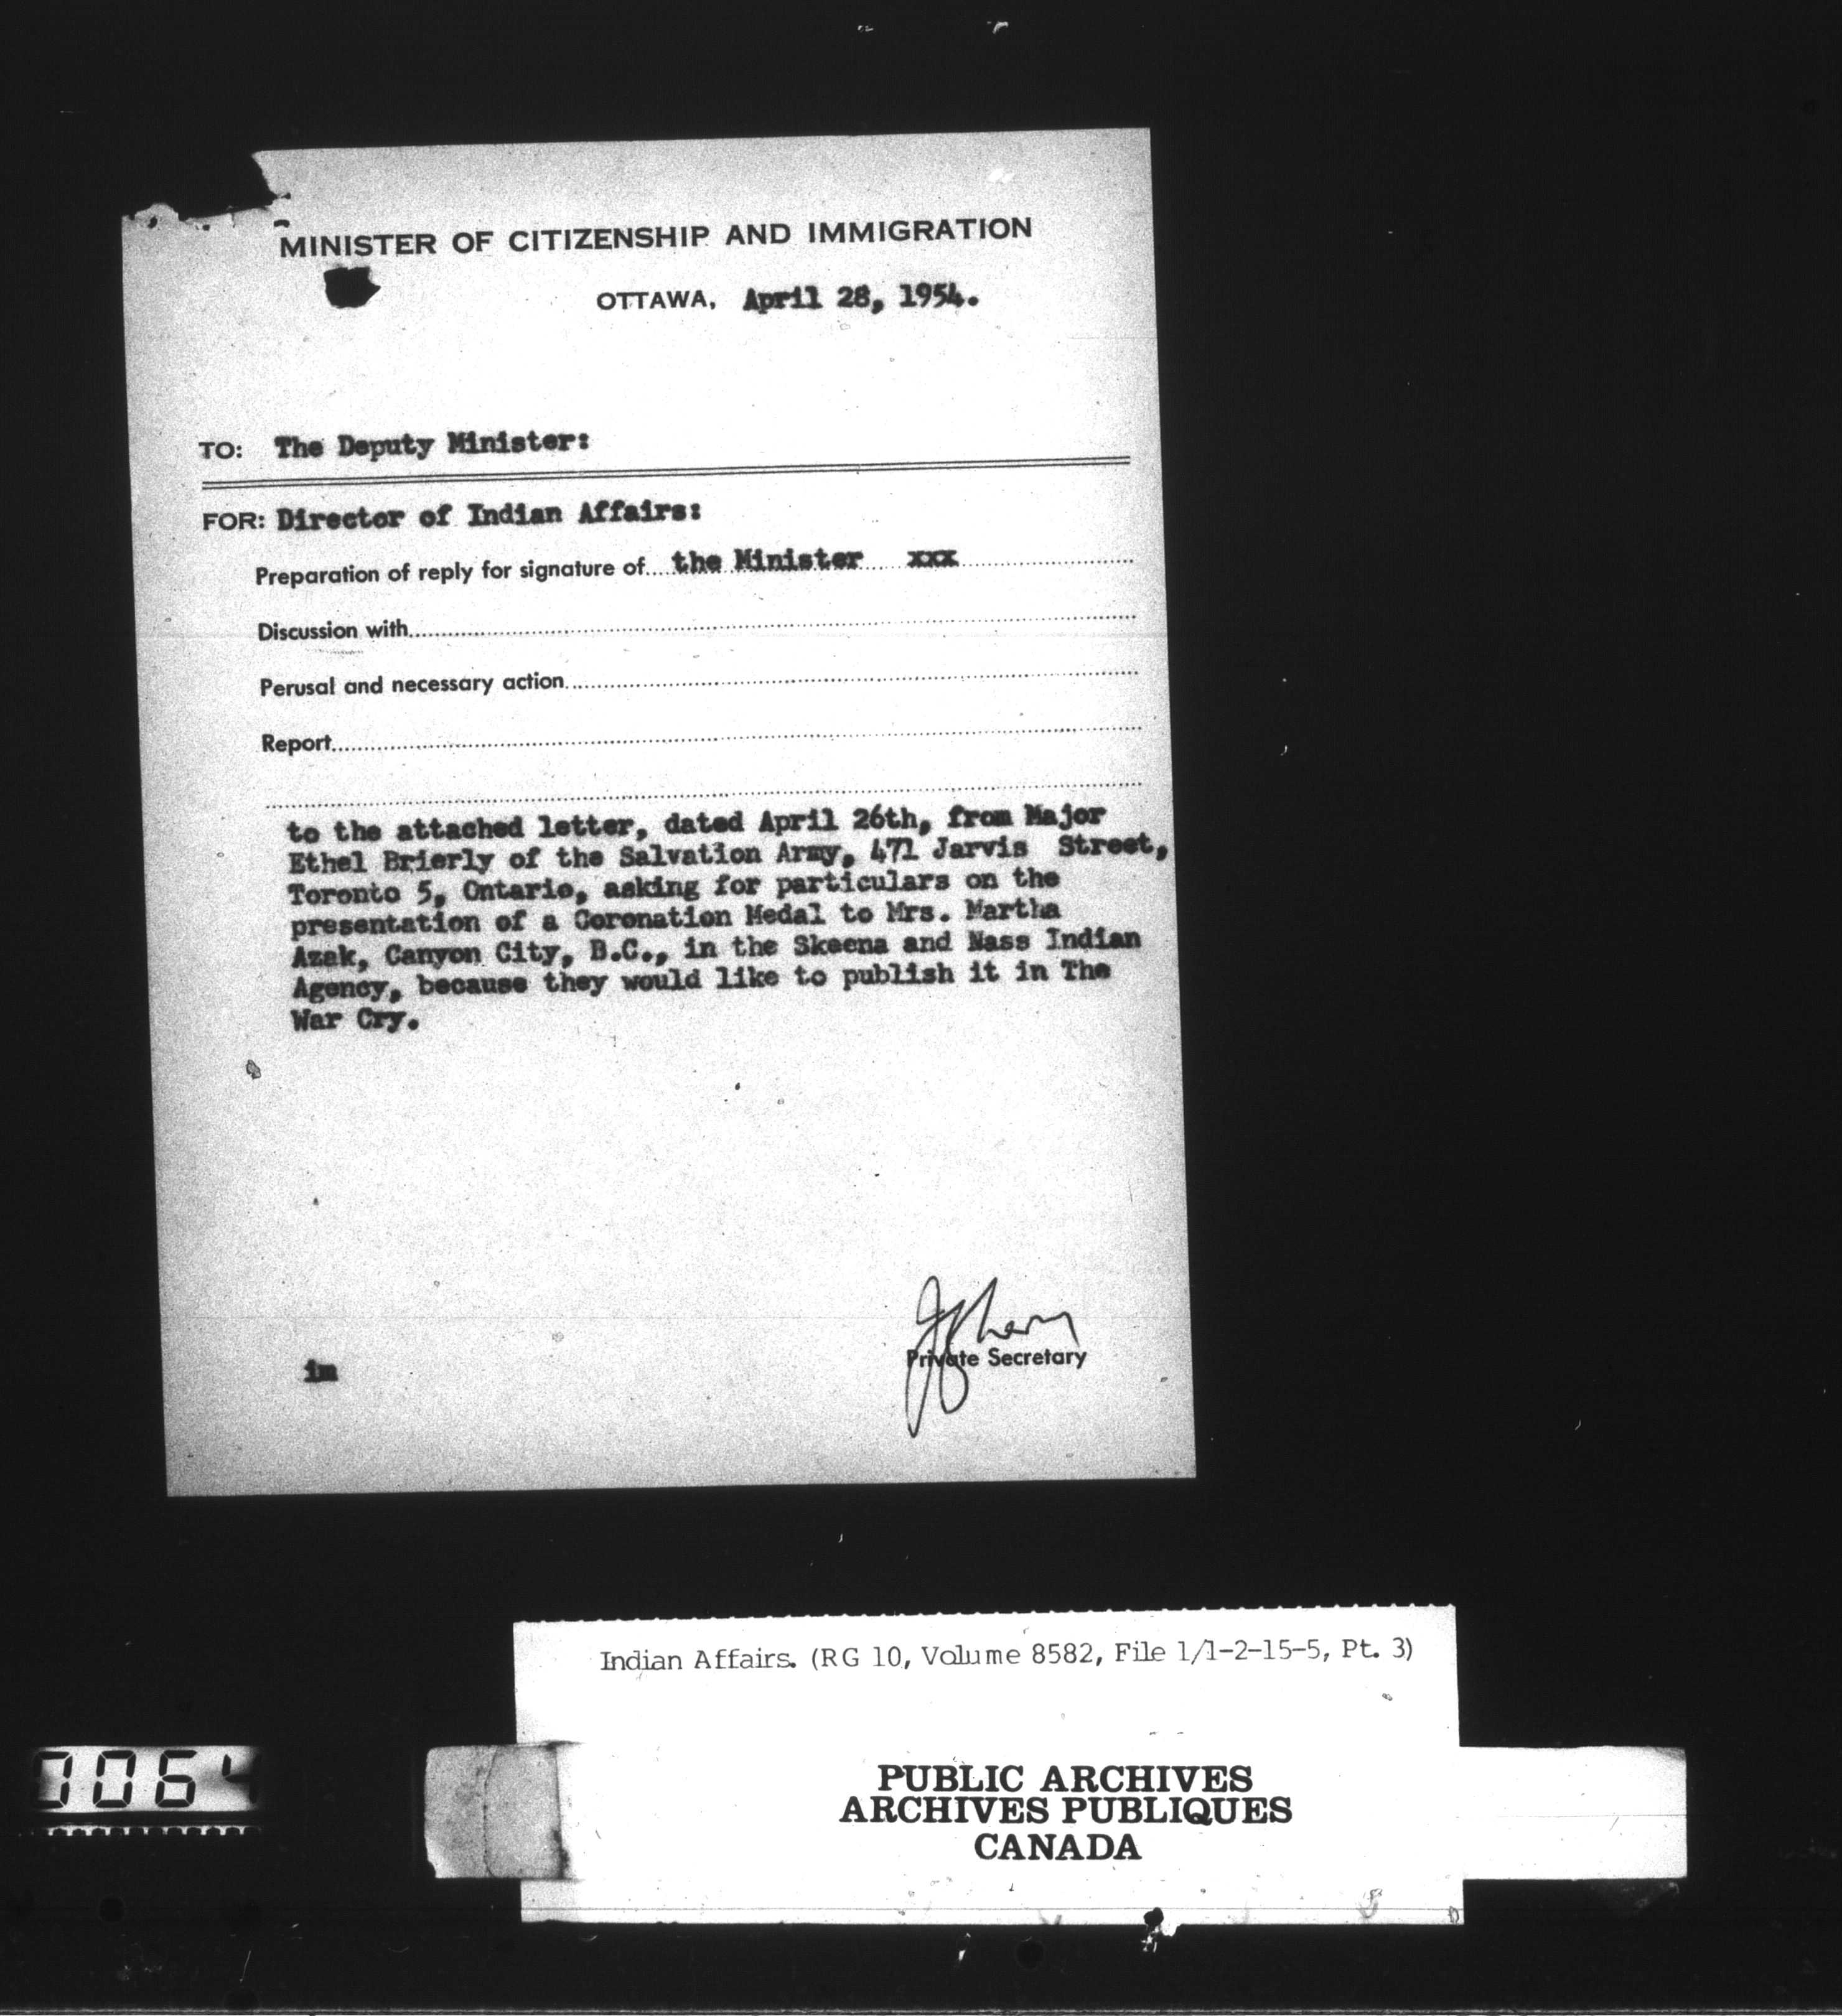 MINISTER OF CITIZENSHIP AND IMMIGRATION
OTTAWA, April 28, 1954.
TO: The Deputy Minister:
FOR: Director of Indian Affairs:
Preparation of reply for signature of....the Minister xxx
Discussion with
Perusal and necessary action
Report
to the attached letter, dated April 26th, from Major
Ethel Brierly of the Salvation Army, 471 Jarvis Street,
Toronto 5, Ontario, asking for particulars on the
presentation of a Coronation Medal to Mrs. Martha
Azak, Canyon City, B.C., in the Skeena and Nass Indian
Agency, because they would like to publish it in The
War Cry.
Private Secretary
im
Indian Affairs. (RG 10, Volume 8582, File 1/1-2-15-5, Pt. 3)
PUBLIC ARCHIVES
ARCHIVES PUBLIQUES
CANADA